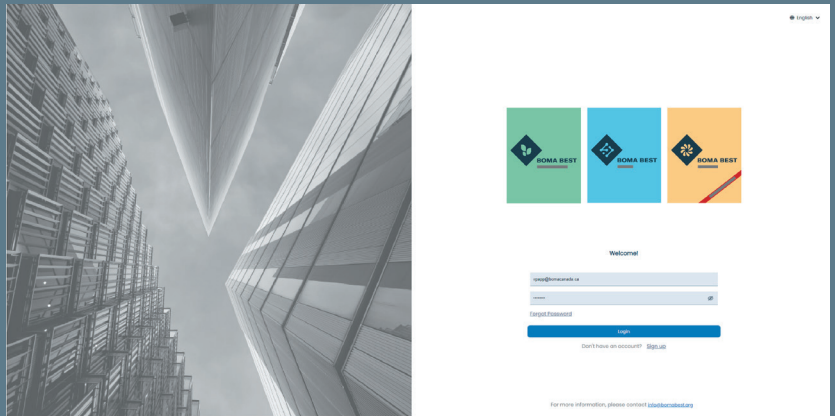 English
BOMA BEST
BOMA BEST
BOMA BEST
Welcome!
Forgot Password
Login
Don't have an account? Sign up
For more information, please contact info@bomabest.org